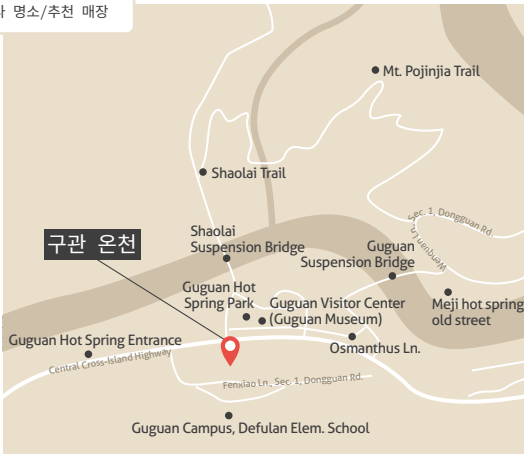 명소/추천 매장
Mt. Pojinjia Trail
Shaolai Trail
Sec. 1, Dongguan Rd.
Wenquan Ln.,
구관 온천
Shaolai
Suspension Bridge
Guguan
Suspension Bridge
Guguan Hot
Spring Park
Guguan Visitor Center
(Guguan Museum)
Meji hot spring
old street
Guguan Hot Spring Entrance
Osmanthus Ln.
Central Cross-Island Highway
Fenxiao Ln., Sec. 1, Dongguan Rd.
Guguan Campus, Defulan Elem. School